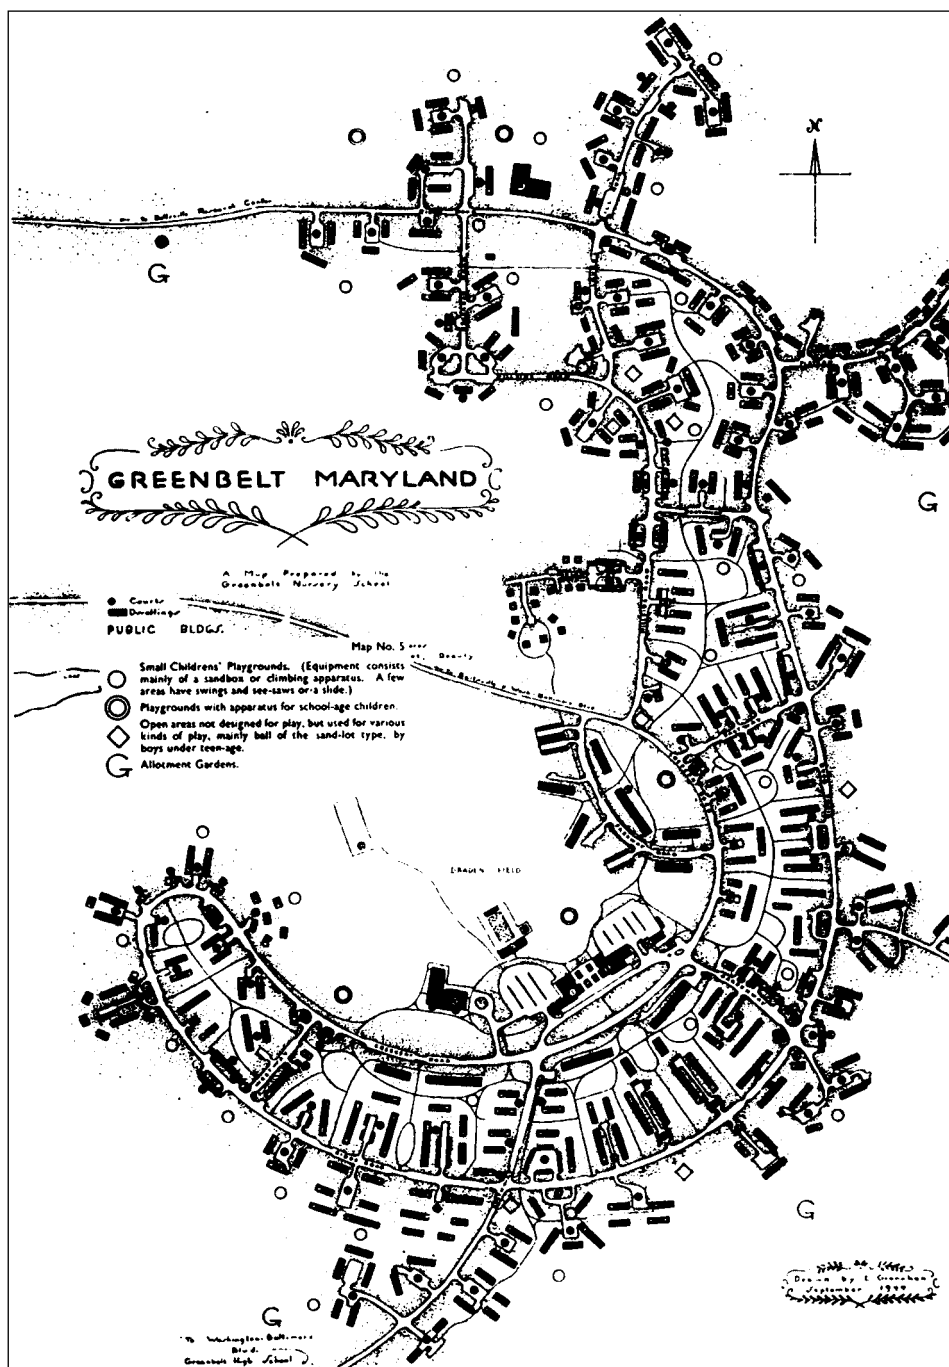 N
G
GREENBELT MARYLAND
A Map Prepared by the
Greenbelt Nursery School
Courts
Dwellings
PUBLIC BLDGS.
Map No. 5
Small Childrens' Playgrounds. (Equipment consists
mainly of a sandbox or climbing apparatus. A few
areas have swings and see-saws or a slide.)
Playgrounds with apparatus for school-age children.
Open areas not designed for play, but used for various
kinds of play, mainly ball of the sand-lot type, by
boys under teen-age.
G Allotment Gardens.
G
BRADEN FIELD
G
G
Drawn by
September
To Washington-Baltimore
Blvd.
Greenbelt High School